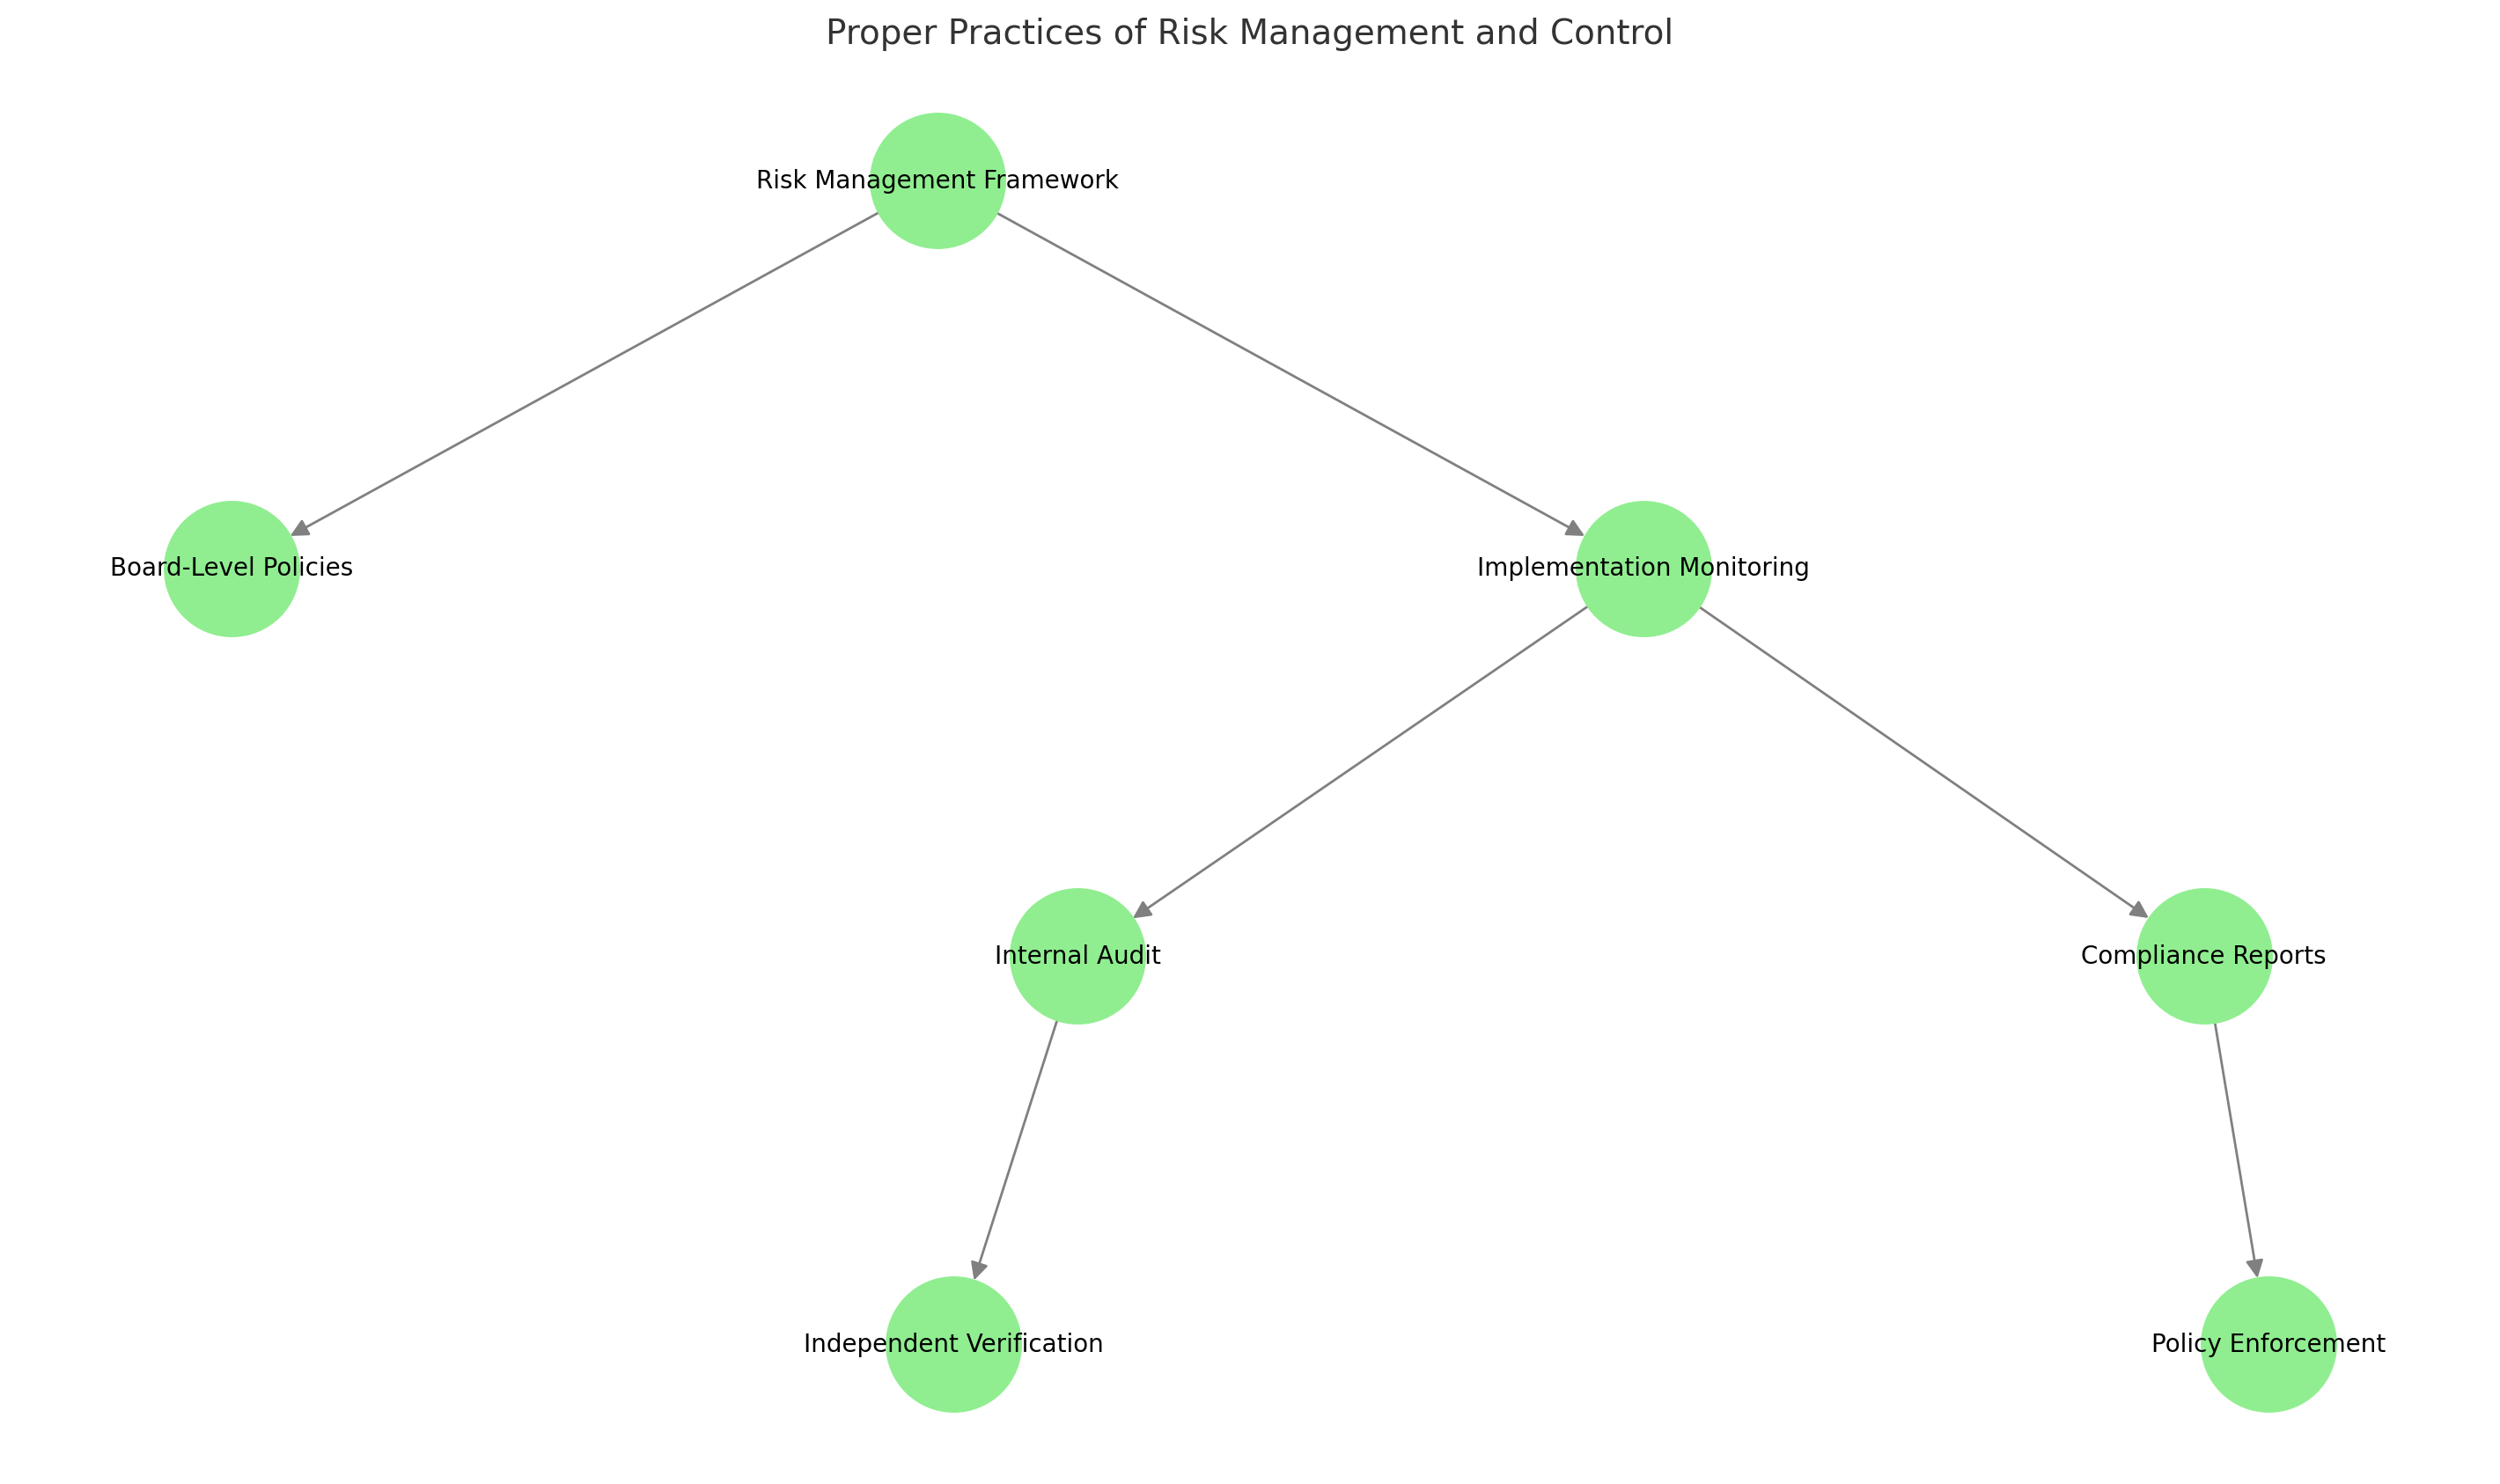 Proper Practices of Risk Management and Control
Risk Management Framework
Board-Level Policies
Implementation Monitoring
Internal Audit
Compliance Reports
Independent Verification
Policy Enforcement